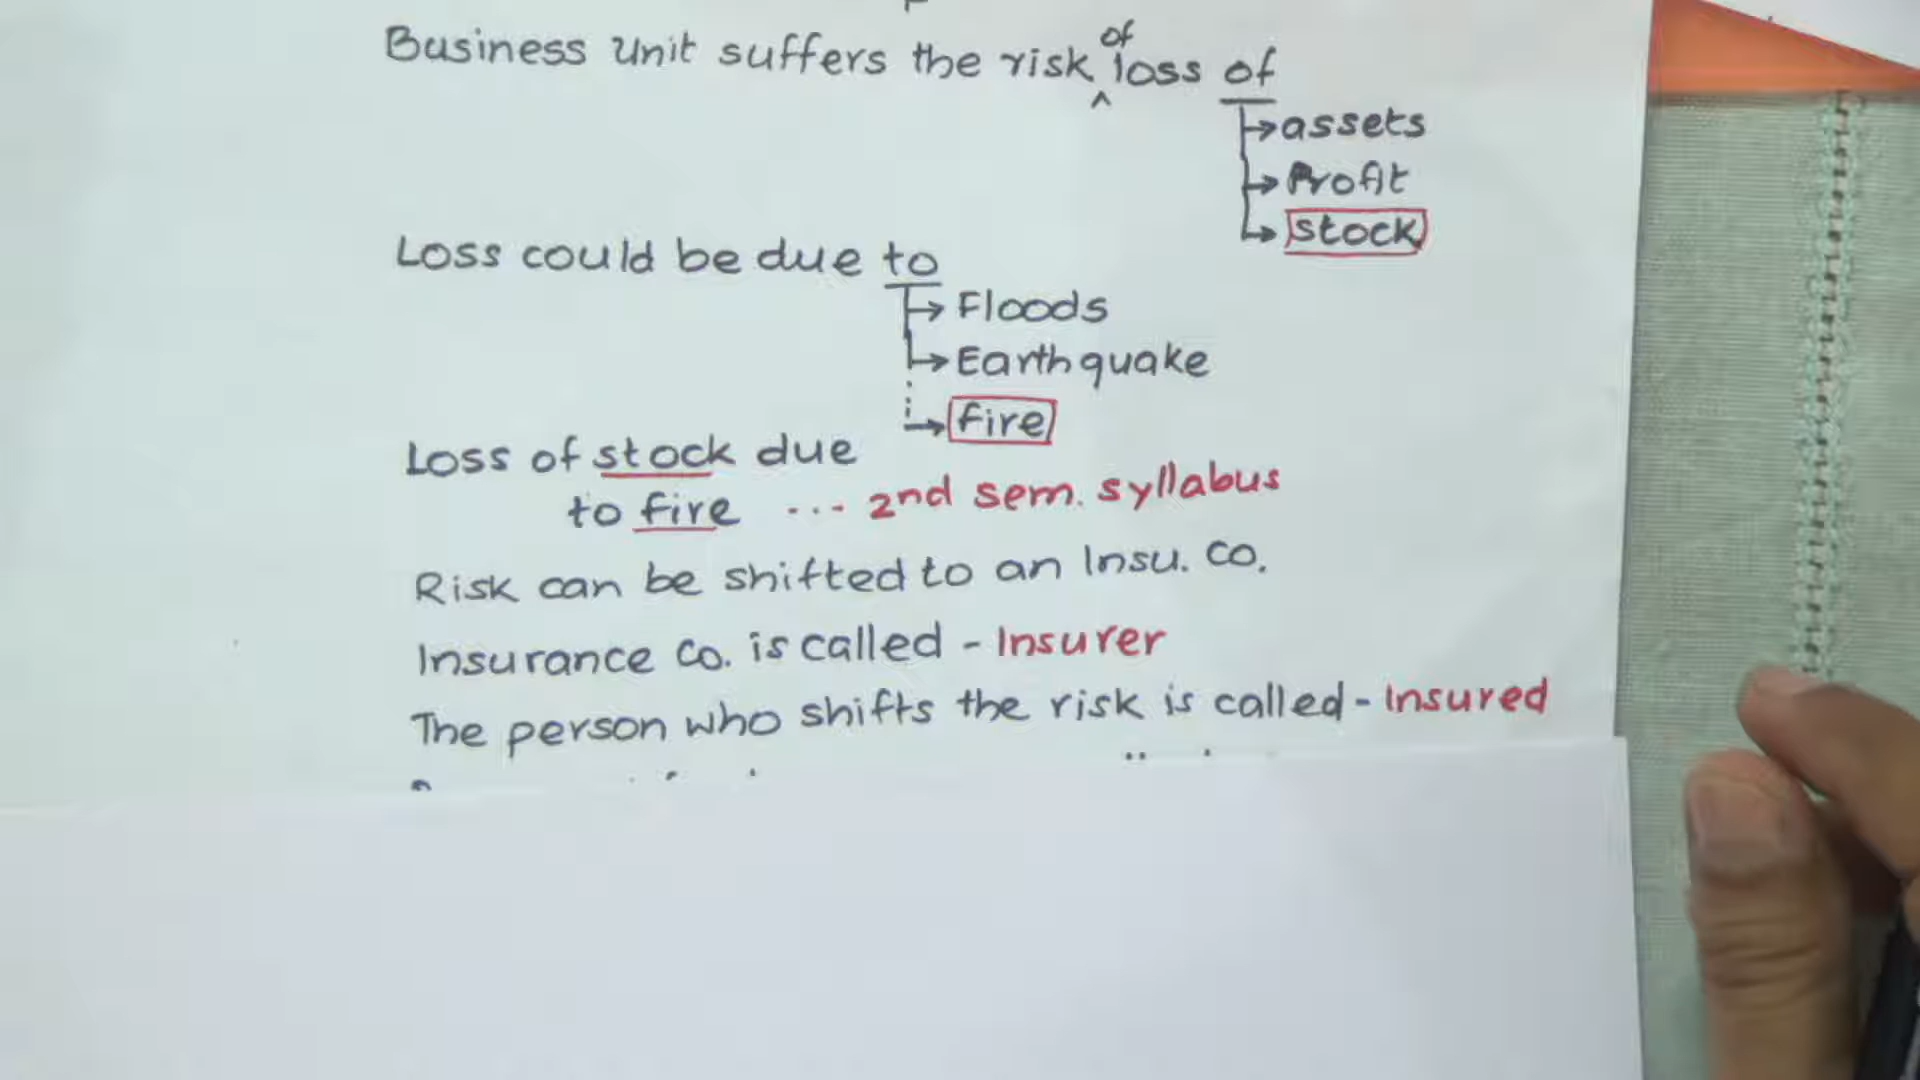 Business Unit suffers the risk of loss of
→ assets
→ Profit
→ stock
Loss could be due to
→ Floods
→ Earthquake
→ fire
Loss of stock due
to fire ... 2nd sem. syllabus
Risk can be shifted to an Insu. Co.
Insurance Co. is called - Insurer
The person who shifts the risk is called - Insured